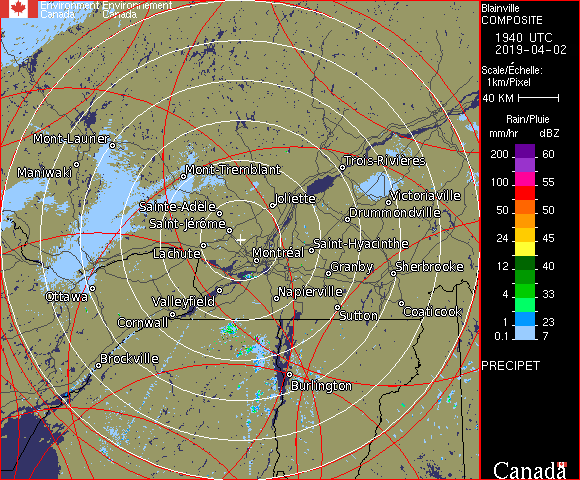 Environment Environnement
Canada Canada
Blainville
COMPOSITE
1940 UTC
2019-04-02
Scale/Échelle:
1km/Pixel
40 KM
Rain/Pluie
mm/hr dBZ
200 60
100 55
50 50
24 45
12 40
4 33
1 23
0.1 7
PRECIPET
Canada
Mont-Laurier
Maniwaki
Mont-Tremblant
Trois-Rivières
Joliette
Victoriaville
Sainte-Adèle
Drummondville
Saint-Jérôme
Saint-Hyacinthe
Lachute
Montréal
Granby
Sherbrooke
Ottawa
Valleyfield
Napierville
Coaticook
Cornwall
Sutton
Brockville
Burlington